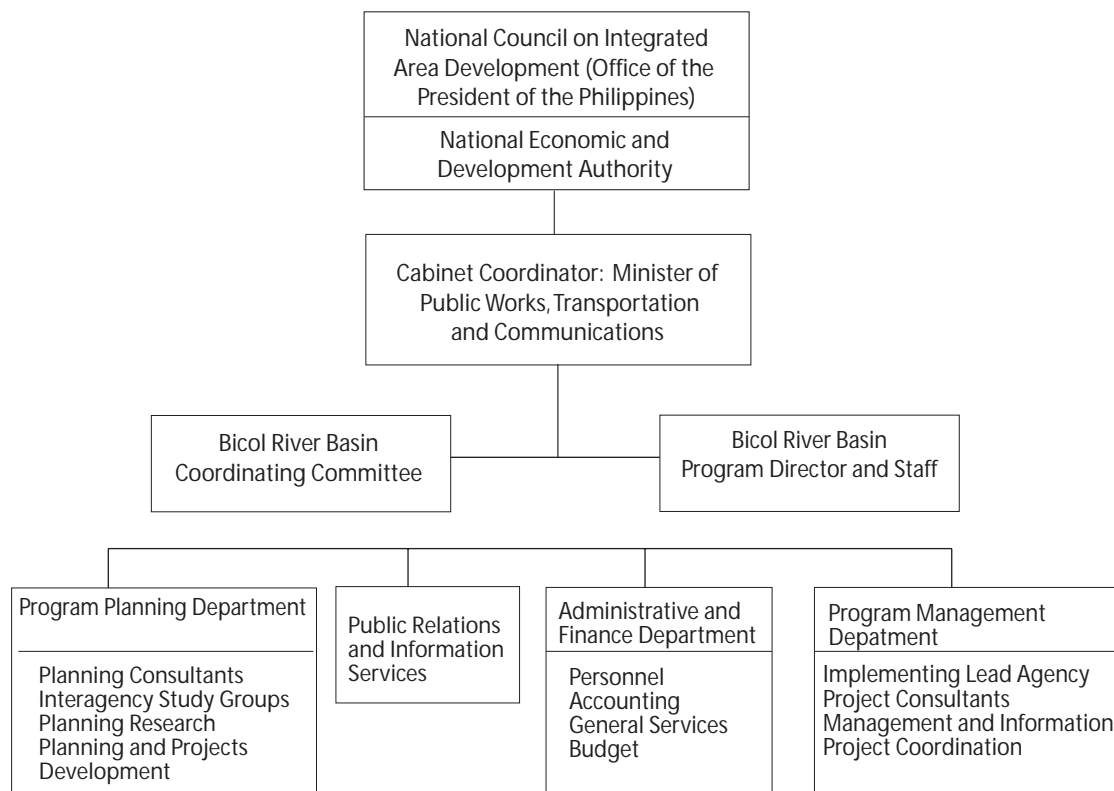 National Council on Integrated
Area Development (Office of the
President of the Philippines)
National Economic and
Development Authority
Cabinet Coordinator: Minister of
Public Works, Transportation
and Communications
Bicol River Basin
Coordinating Committee
Bicol River Basin
Program Director and Staff
Program Planning Department
Planning Consultants
Interagency Study Groups
Planning Research
Planning and Projects
Development
Public Relations
and Information
Services
Administrative and
Finance Department
Personnel
Accounting
General Services
Budget
Program Management
Depatment
Implementing Lead Agency
Project Consultants
Management and Information
Project Coordination